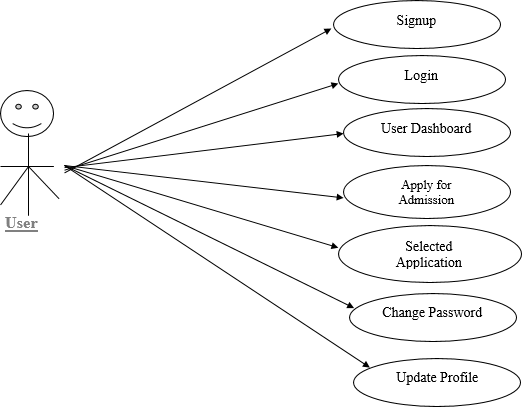 Signup
Login
User Dashboard
Apply for
Admission
Selected
Application
Change Password
Update Profile
User